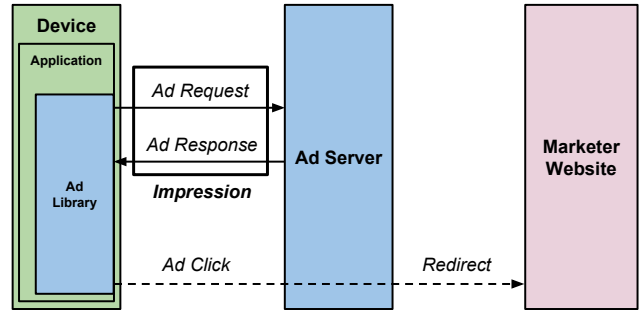 Device
Application
Ad Request
Ad Response
Impression
Ad
Library
Ad Server
Marketer
Website
Ad Click
Redirect